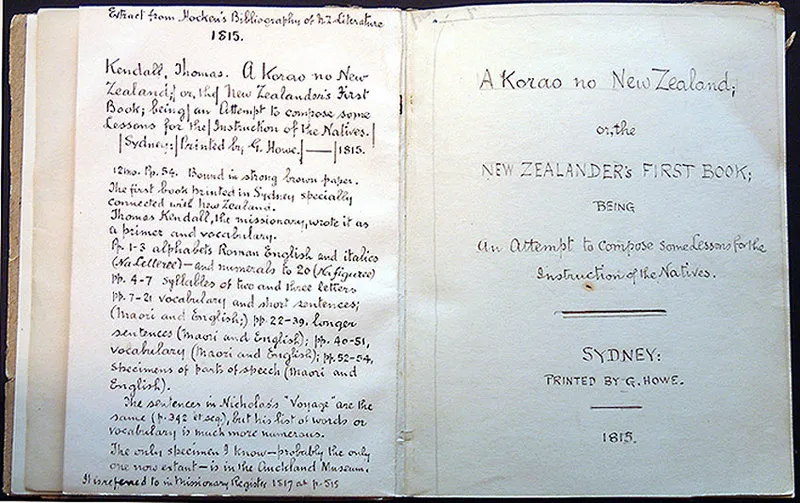 Extract from Hocken's Bibliography of N.Z. Literature
1815.
Kendall, Thomas. A Korao no New
Zealand;| or, the| New Zealander's First
Book; being| an Attempt to compose some
Lessons for the| Instruction of the Natives.|
|Sydney:| Printed by G. Howe.|——|1815.
12mo. Pp. 54. Bound in strong brown paper.
The first book printed in Sydney specially
connected with New Zealand.
Thomas Kendall, the missionary, wrote it as
a primer and vocabulary.
Pp. 1-3 alphabets Roman English and italics
(Na Letteree)—and numerals to 20 (Na figuree)
pp. 4-7 syllables of two and three letters
pp. 7-21 vocabulary and short sentences;
(Maori and English;) pp. 22-39, longer
sentences (Maori and English); pp. 40-51,
vocabulary (Maori and English); pp. 52-54,
specimens of parts of speech (Maori and
English).
The sentences in Nicholas's "Voyage" are the
same (p. 342 et seq), but his list of words or
vocabulary is much more numerous.
The only specimen I know—probably the only
one now extant—is in the Auckland Museum.
It is referred to in Missionary Register 1817 at p. 515
A Korao no New Zealand;
or, the
NEW ZEALANDER'S FIRST BOOK;
BEING
An Attempt to compose some Lessons for the
Instruction of the Natives.
SYDNEY:
PRINTED BY G. HOWE.
1815.